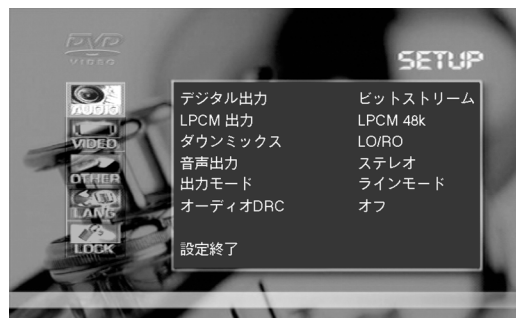 DVD
VIDEO
SETUP
AUDIO
VIDEO
OTHER
LANG
LOCK
デジタル出力 ビットストリーム
LPCM 出力 LPCM 48k
ダウンミックス LO/RO
音声出力 ステレオ
出力モード ラインモード
オーディオDRC オフ
設定終了